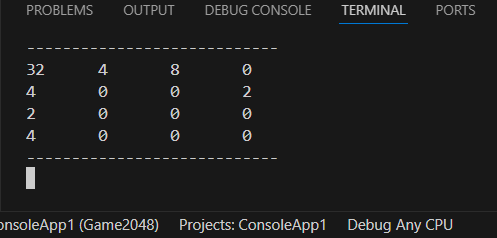 PROBLEMS OUTPUT DEBUG CONSOLE TERMINAL PORTS
----------------------------
32 4 8 0
4 0 0 2
2 0 0 0
4 0 0 0
----------------------------
onsoleApp1 (Game2048) Projects: ConsoleApp1 Debug Any CPU